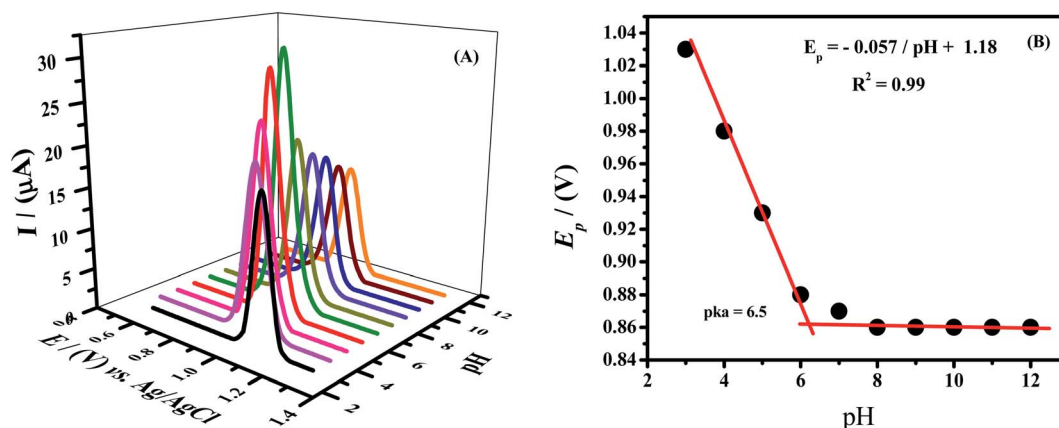 (A)
30
25
20
15
10
5
0
I / (µA)
0.6
0.8
1.0
1.2
1.4
E / (V) vs. Ag/AgCl
2
4
6
8
10
12
pH
(B)
E_p = - 0.057 / pH + 1.18
R² = 0.99
pka = 6.5
1.04
1.02
1.00
0.98
0.96
0.94
0.92
0.90
0.88
0.86
0.84
E_p / (V)
2 4 6 8 10 12
pH